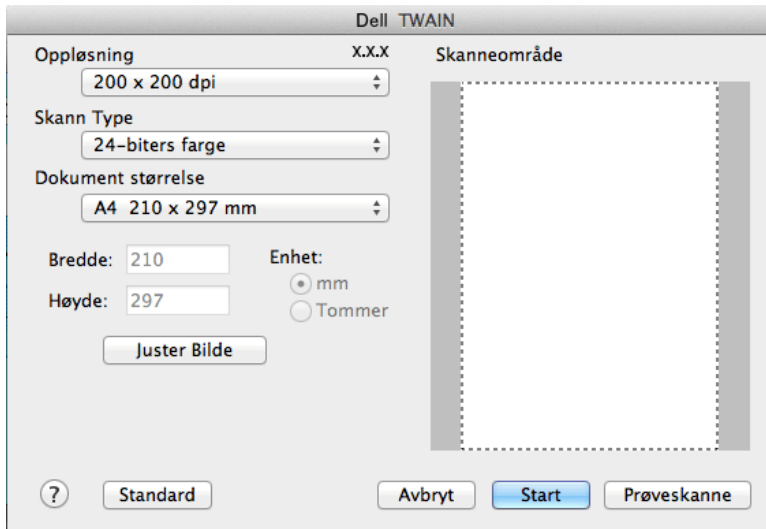 Dell TWAIN
Oppløsning X.X.X
200 x 200 dpi
Skann Type
24-biters farge
Dokument størrelse
A4 210 x 297 mm
Bredde: 210
Høyde: 297
Enhet:
mm
Tommer
Juster Bilde
Skanneområde
? Standard Avbryt Start Prøveskanne